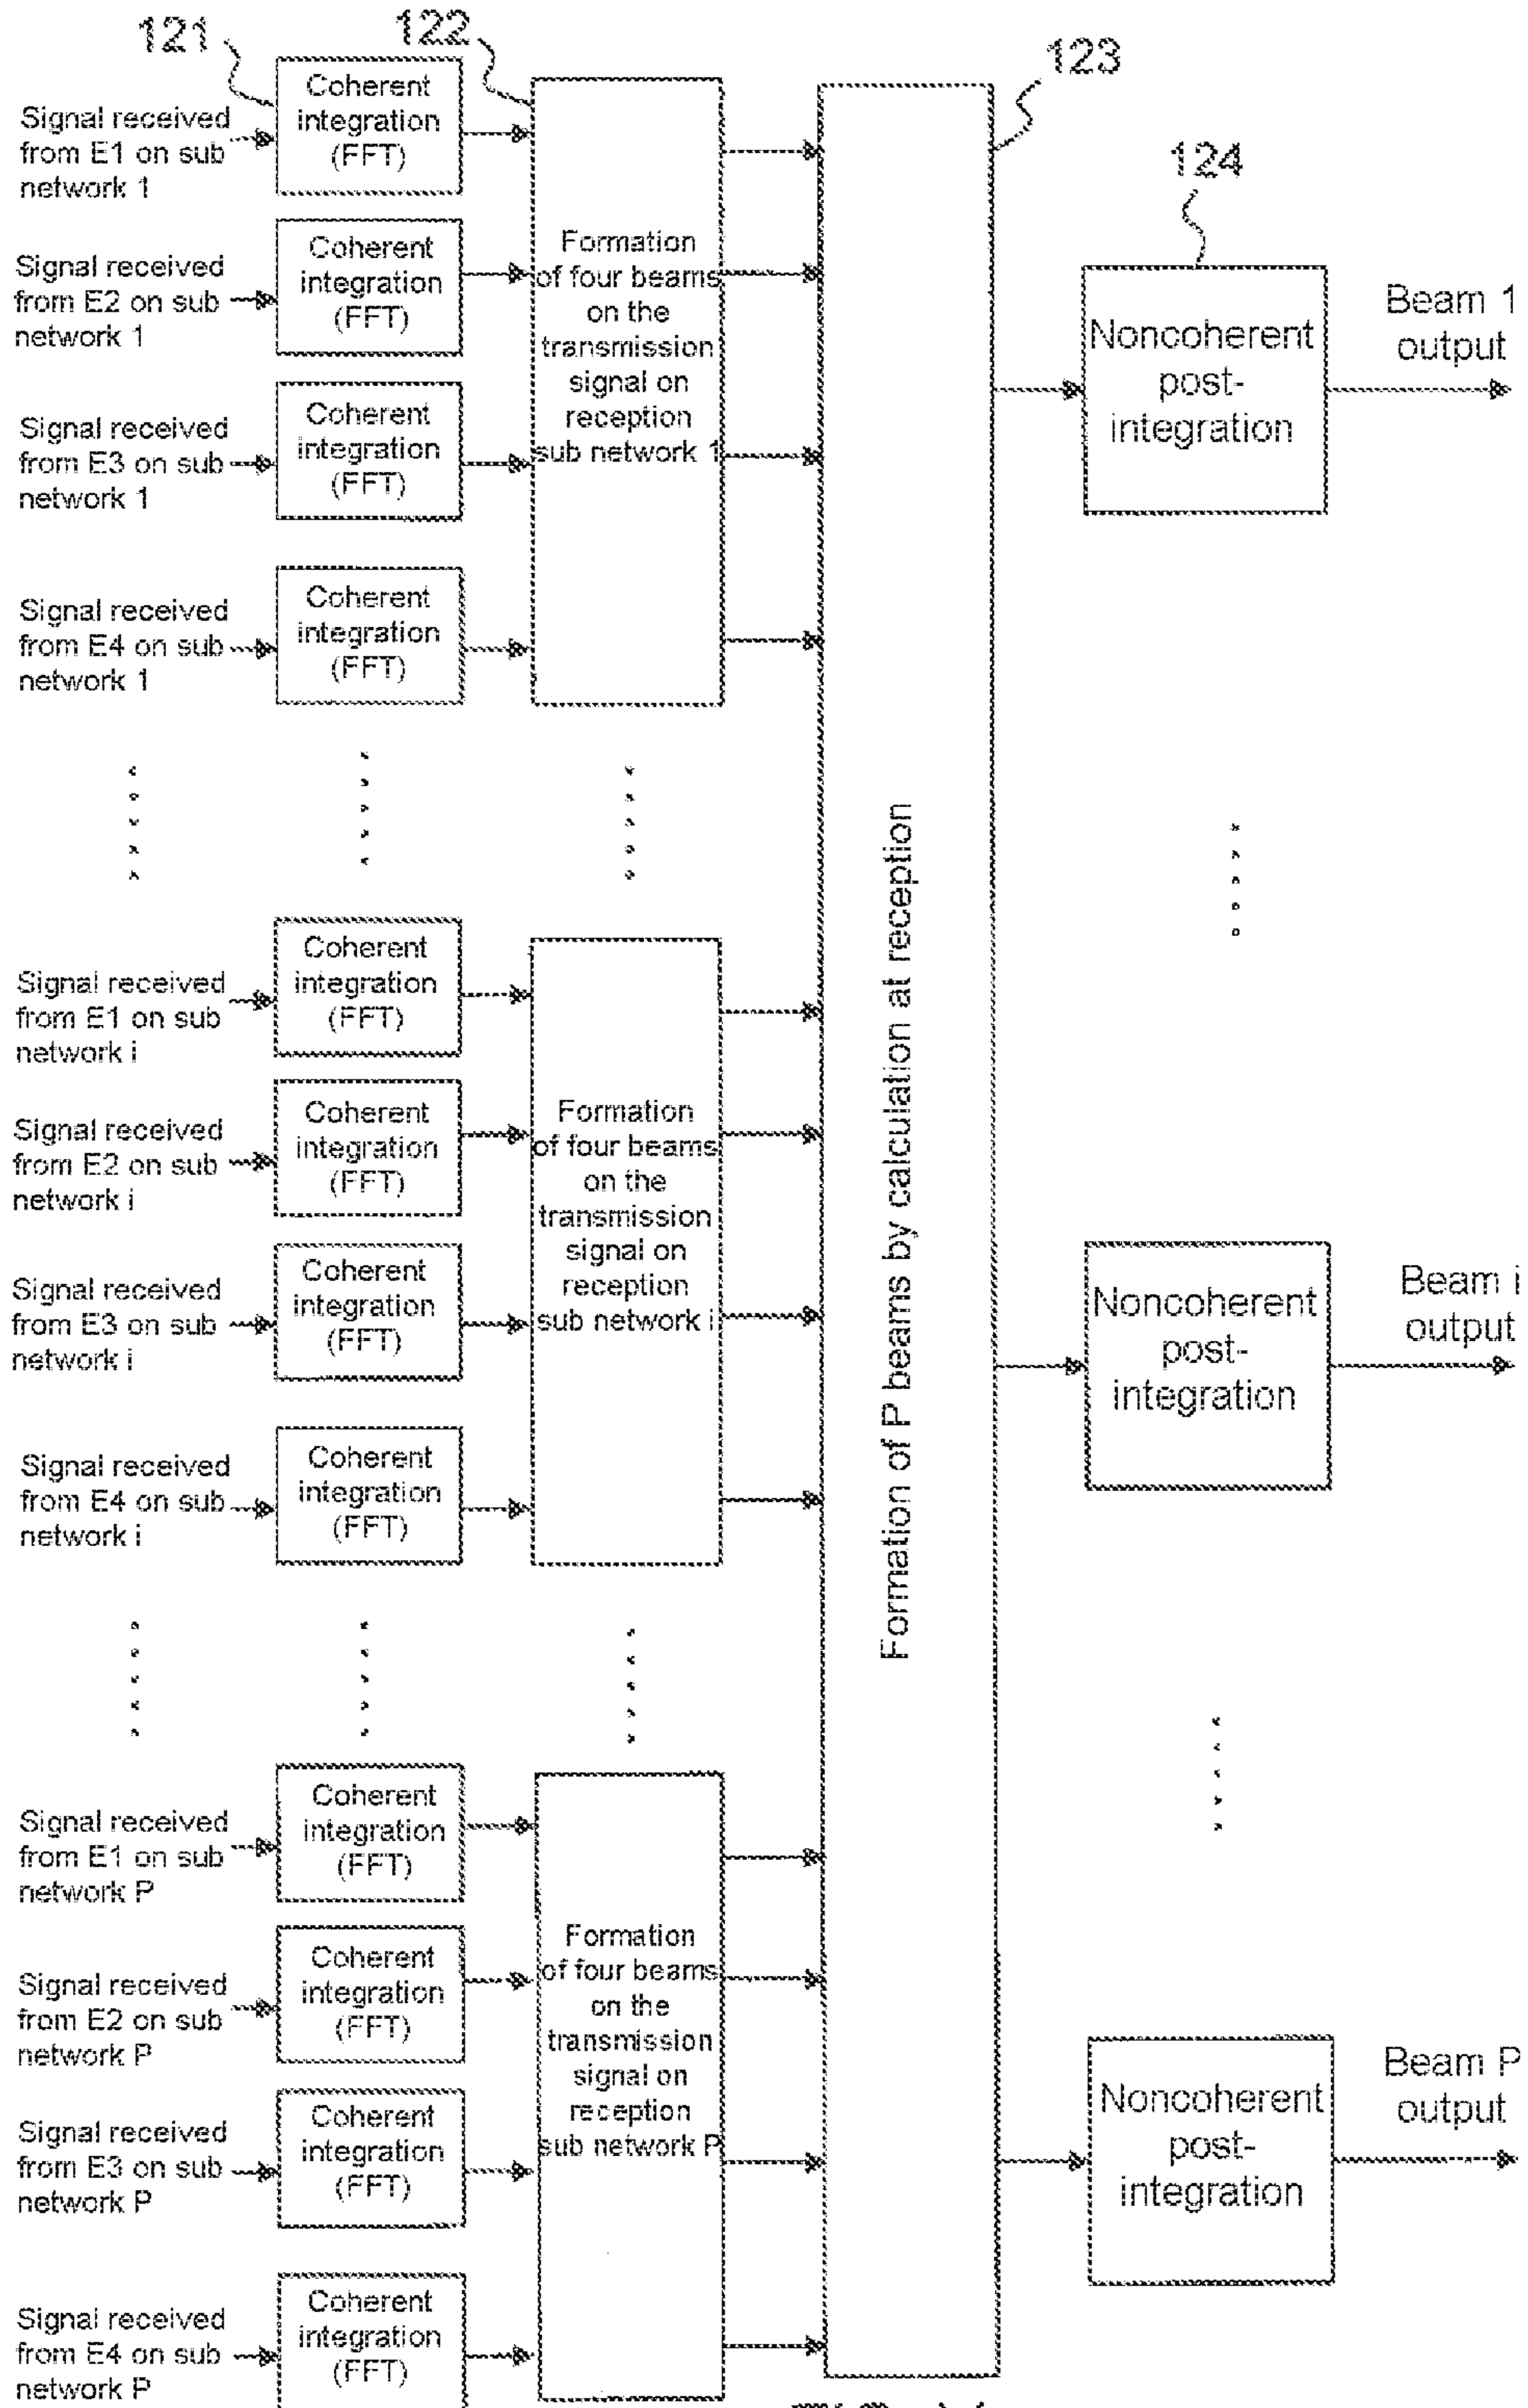 121
122
123
124
Signal received
from E1 on sub
network 1
Coherent
integration
(FFT)
Signal received
from E2 on sub
network 1
Coherent
integration
(FFT)
Signal received
from E3 on sub
network 1
Coherent
integration
(FFT)
Signal received
from E4 on sub
network 1
Coherent
integration
(FFT)
Formation
of four beams
on the
transmission
signal on
reception
sub network 1
Signal received
from E1 on sub
network i
Coherent
integration
(FFT)
Signal received
from E2 on sub
network i
Coherent
integration
(FFT)
Signal received
from E3 on sub
network i
Coherent
integration
(FFT)
Signal received
from E4 on sub
network i
Coherent
integration
(FFT)
Formation
of four beams
on the
transmission
signal on
reception
sub network i
Signal received
from E1 on sub
network P
Coherent
integration
(FFT)
Signal received
from E2 on sub
network P
Coherent
integration
(FFT)
Signal received
from E3 on sub
network P
Coherent
integration
(FFT)
Signal received
from E4 on sub
network P
Coherent
integration
(FFT)
Formation
of four beams
on the
transmission
signal on
reception
sub network P
Formation of P beams by calculation at reception
Noncoherent
post-
integration
Beam 1
output
Noncoherent
post-
integration
Beam i
output
Noncoherent
post-
integration
Beam P
output